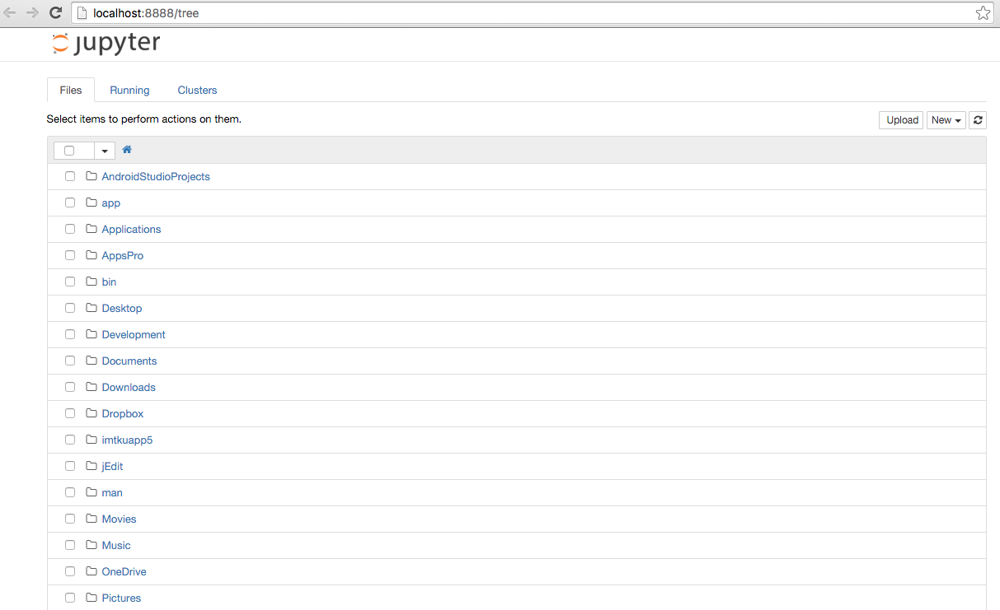 localhost:8888/tree
jupyter
Files Running Clusters
Select items to perform actions on them. Upload New
AndroidStudioProjects
app
Applications
AppsPro
bin
Desktop
Development
Documents
Downloads
Dropbox
imtkuapp5
jEdit
man
Movies
Music
OneDrive
Pictures